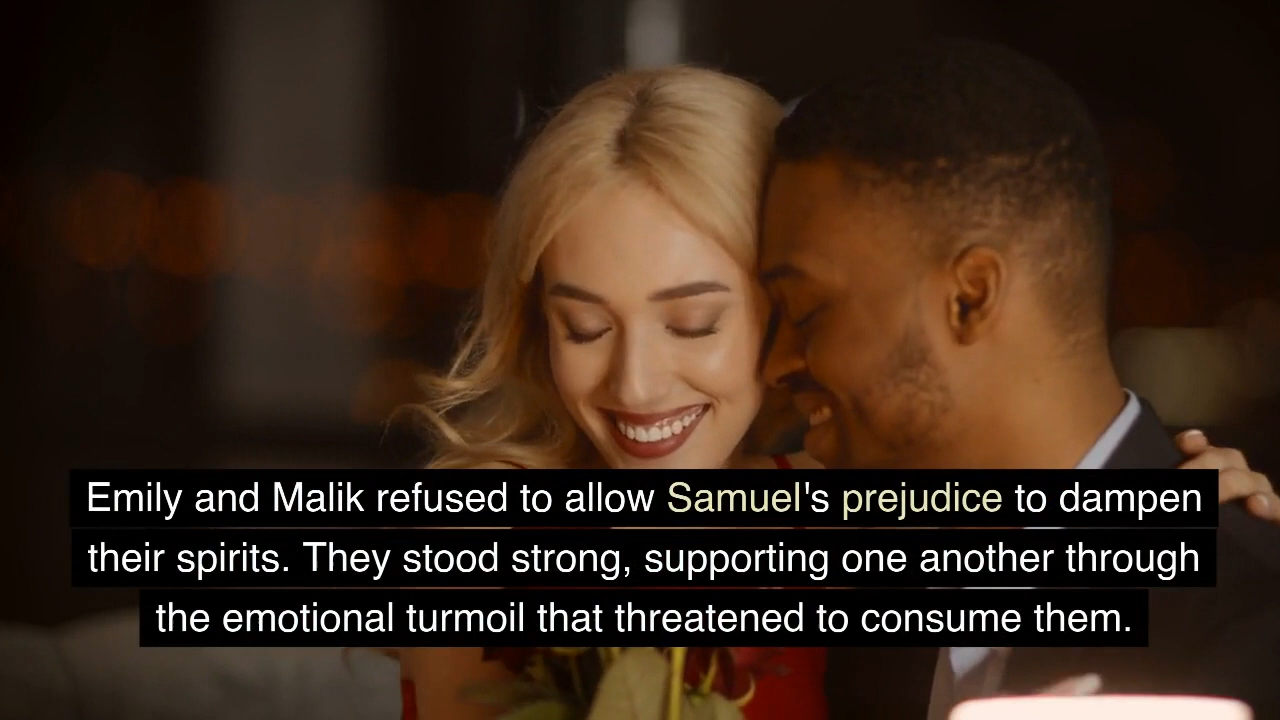 Emily and Malik refused to allow Samuel's prejudice to dampen
their spirits. They stood strong, supporting one another through
the emotional turmoil that threatened to consume them.